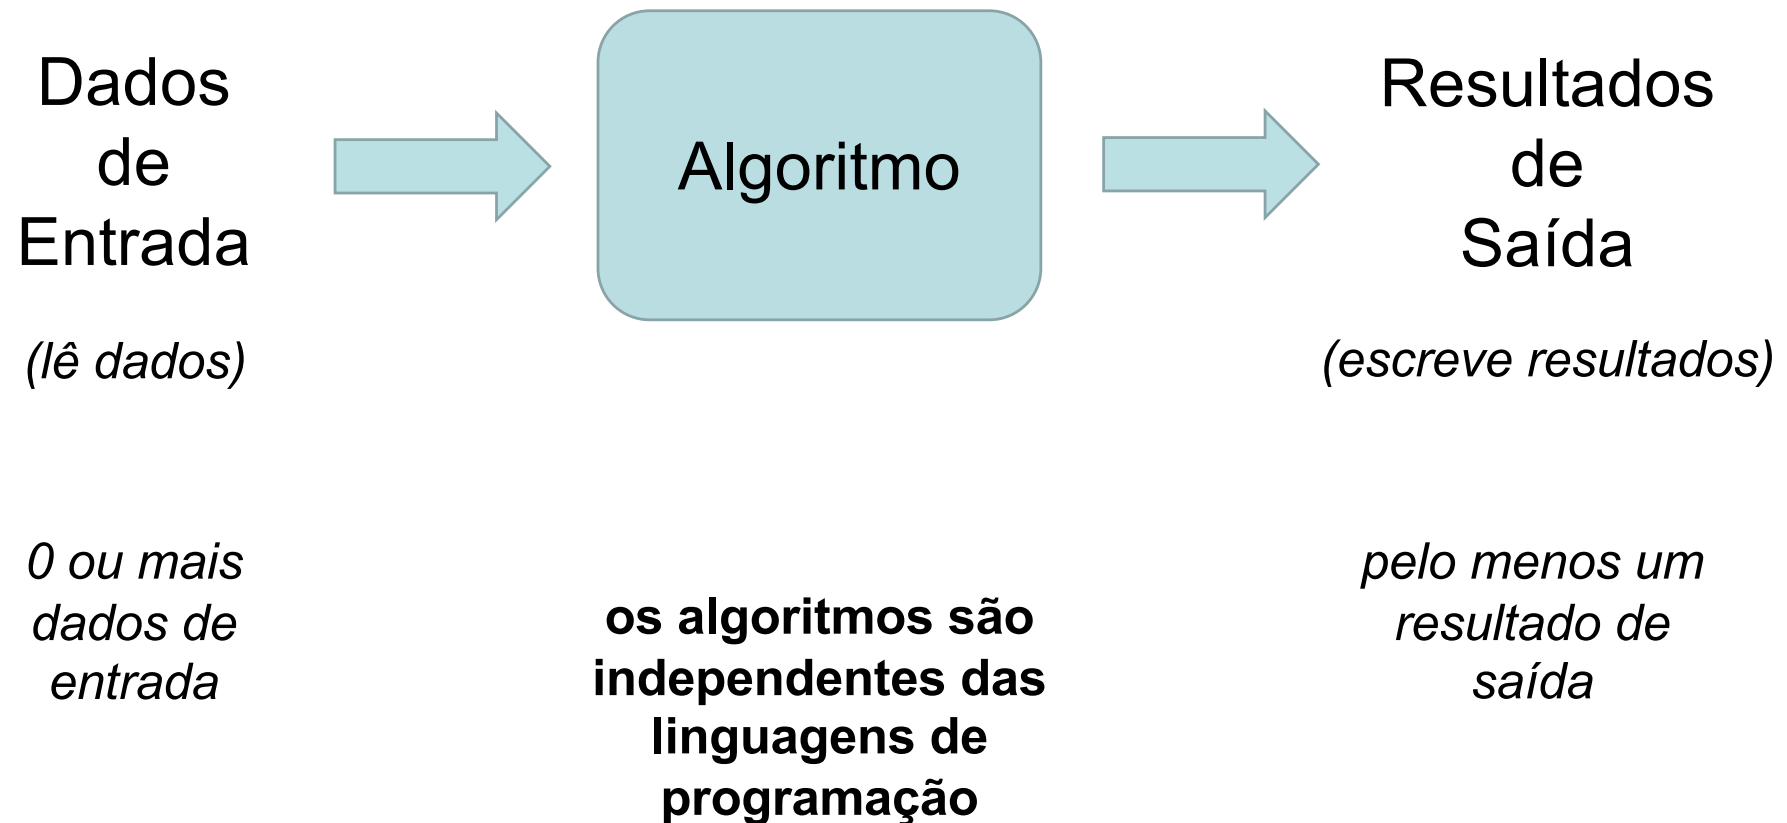 Dados
de
Entrada
(lê dados)
0 ou mais
dados de
entrada
Algoritmo
os algoritmos são
independentes das
linguagens de
programação
Resultados
de
Saída
(escreve resultados)
pelo menos um
resultado de
saída